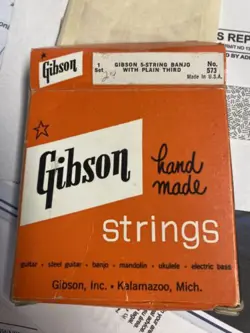 Gibson
1 Set
GIBSON 5-STRING BANJO
WITH PLAIN THIRD
No.
573
Made in U.S.A.
Gibson
hand
made
strings
guitar · steel guitar · banjo · mandolin · ukulele · electric bass
Gibson, Inc. · Kalamazoo, Mich.